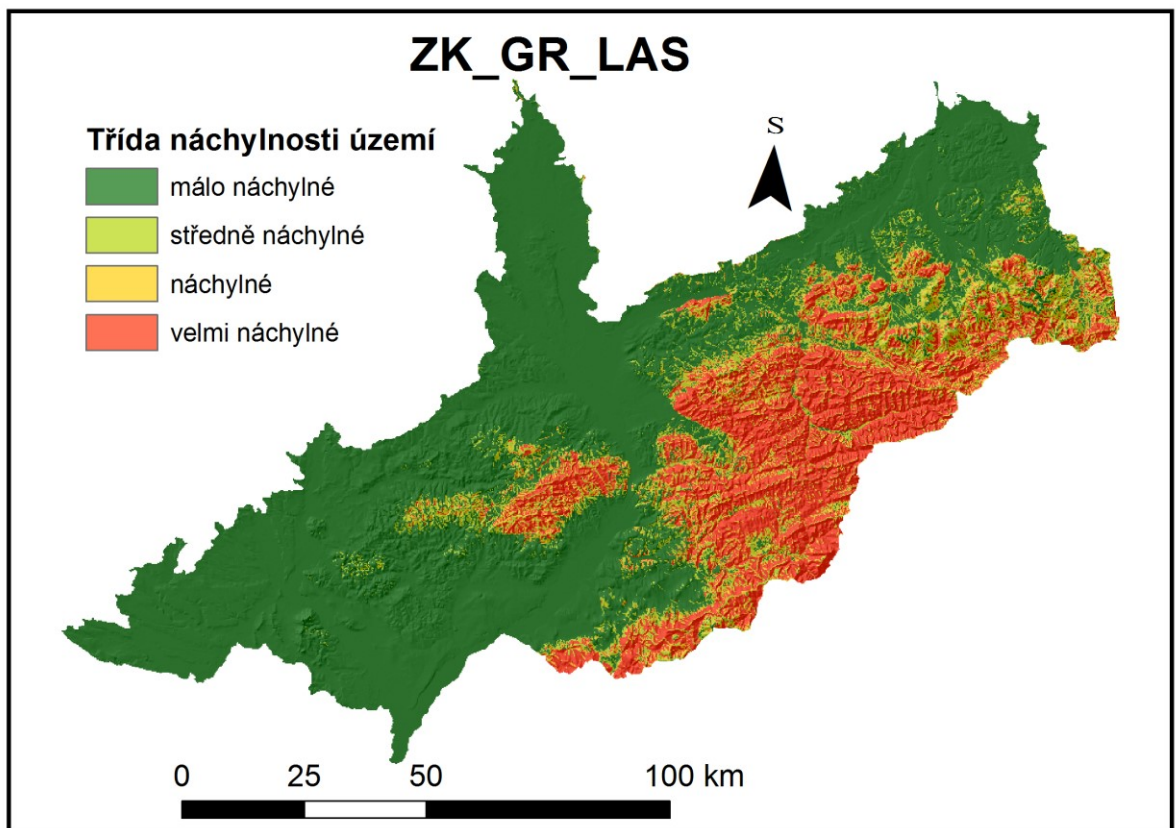 ZK_GR_LAS
Třída náchylnosti území
málo náchylné
středně náchylné
náchylné
velmi náchylné
S
0 25 50 100 km